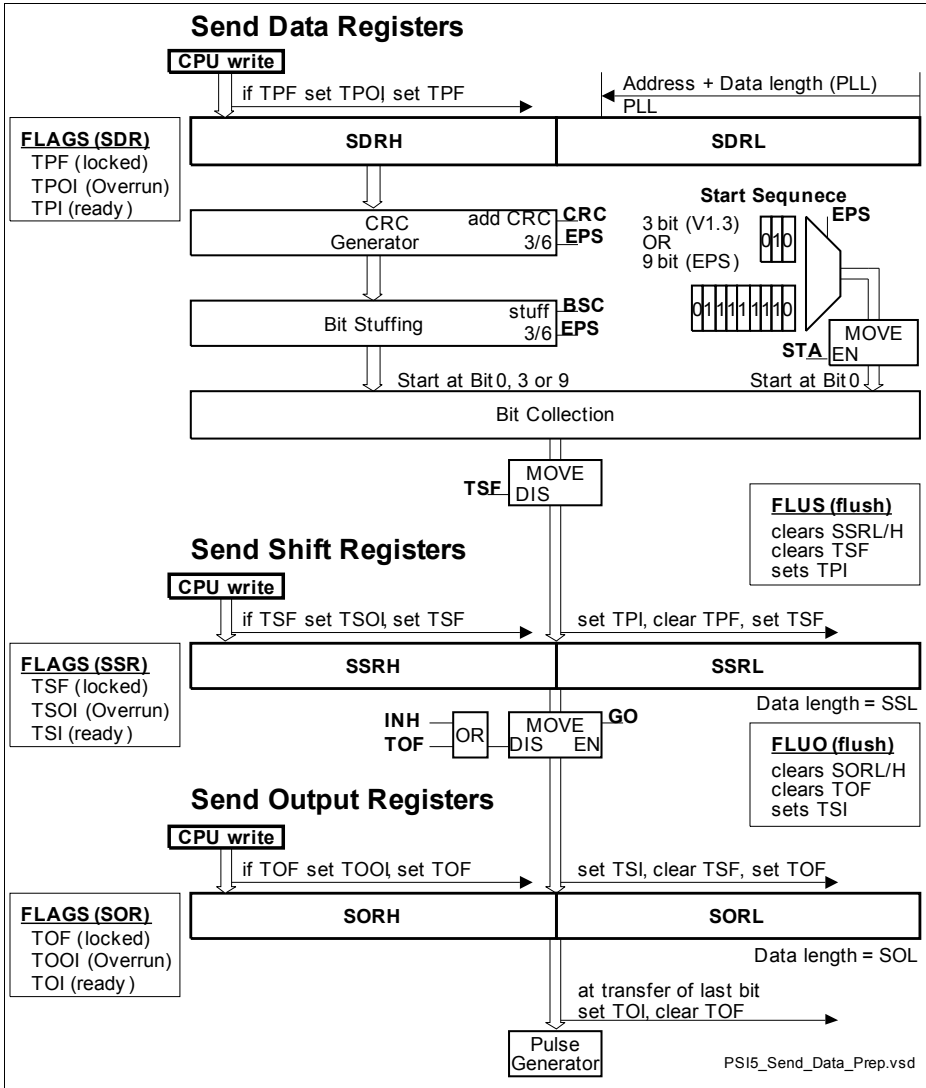 Send Data Registers
CPU write
if TPF set TPOI, set TPF
Address + Data length (PLL)
PLL
FLAGS (SDR)
TPF (locked)
TPOI (Overrun)
TPI (ready)
SDRH
SDRL
CRC
Generator
add CRC
3/6
CRC
EPS
Start Sequnece
3 bit (V1.3)
OR
9 bit (EPS)
010
011111110
EPS
Bit Stuffing
stuff
3/6
BSC
EPS
MOVE
EN
STA
Start at Bit 0, 3 or 9
Start at Bit 0
Bit Collection
MOVE
DIS
TSF
FLUS (flush)
clears SSRL/H
clears TSF
sets TPI
Send Shift Registers
CPU write
if TSF set TSOI, set TSF
set TPI, clear TPF, set TSF
FLAGS (SSR)
TSF (locked)
TSOI (Overrun)
TSI (ready)
SSRH
SSRL
Data length = SSL
INH
TOF
OR
MOVE
DIS EN
GO
FLUO (flush)
clears SORL/H
clears TOF
sets TSI
Send Output Registers
CPU write
if TOF set TOOI, set TOF
set TSI, clear TSF, set TOF
FLAGS (SOR)
TOF (locked)
TOOI (Overrun)
TOI (ready)
SORH
SORL
Data length = SOL
at transfer of last bit
set TOI, clear TOF
Pulse
Generator
PSI5_Send_Data_Prep.vsd